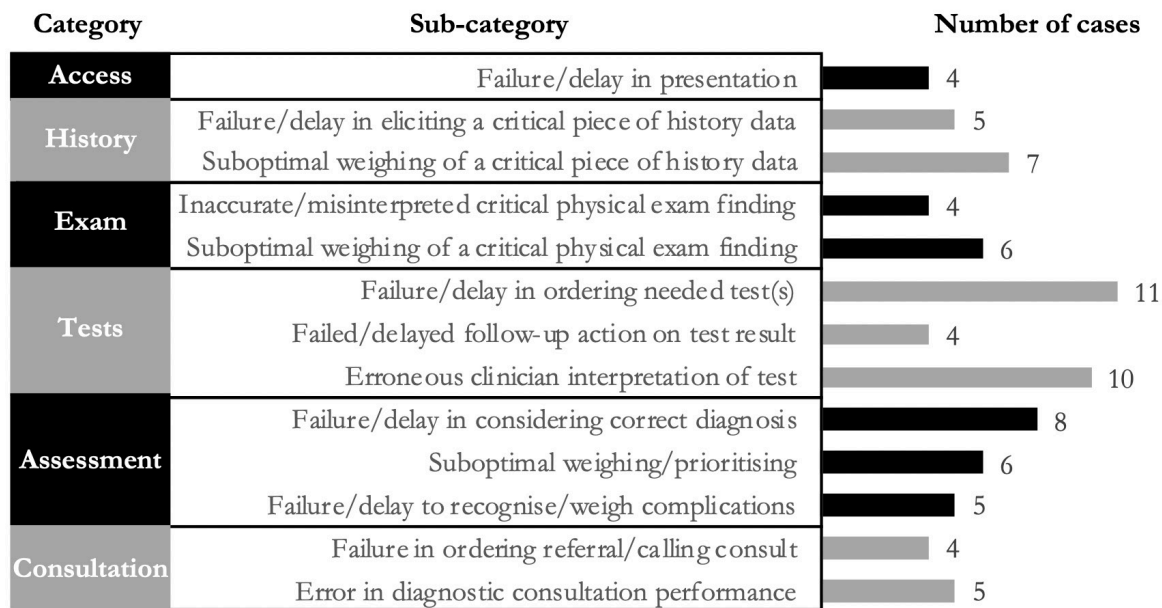 Category Sub-category Number of cases
Access Failure/delay in presentation 4
History Failure/delay in eliciting a critical piece of history data 5
Suboptimal weighing of a critical piece of history data 7
Exam Inaccurate/misinterpreted critical physical exam finding 4
Suboptimal weighing of a critical physical exam finding 6
Tests Failure/delay in ordering needed test(s) 11
Failed/delayed follow-up action on test result 4
Erroneous clinician interpretation of test 10
Assessment Failure/delay in considering correct diagnosis 8
Suboptimal weighing/prioritising 6
Failure/delay to recognise/weigh complications 5
Consultation Failure in ordering referral/calling consult 4
Error in diagnostic consultation performance 5